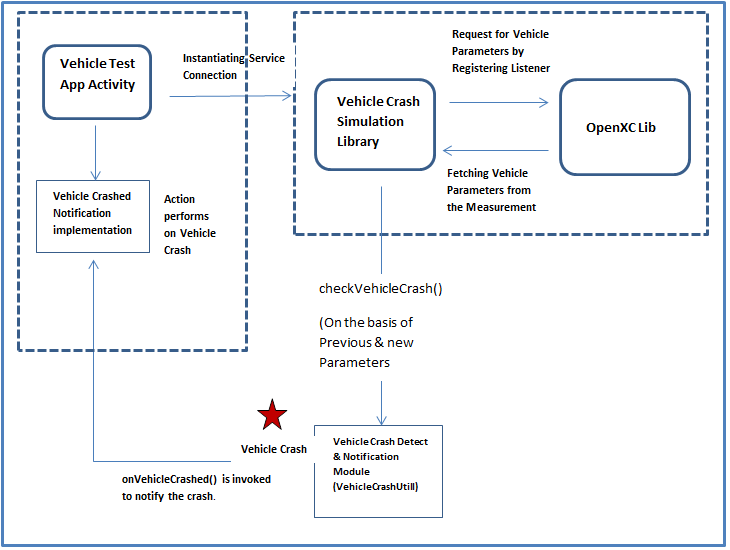 Vehicle Test
App Activity
Instantiating Service
Connection
Vehicle Crash
Simulation
Library
Request for Vehicle
Parameters by
Registering Listener
OpenXC Lib
Fetching Vehicle
Parameters from
the Measurement
Vehicle Crashed
Notification
implementation
Action
performs
on Vehicle
Crash
checkVehicleCrash()
(On the basis of
Previous & new
Parameters
Vehicle Crash
Vehicle Crash Detect
& Notification
Module
(VehicleCrashUtill)
onVehicleCrashed() is invoked
to notify the crash.